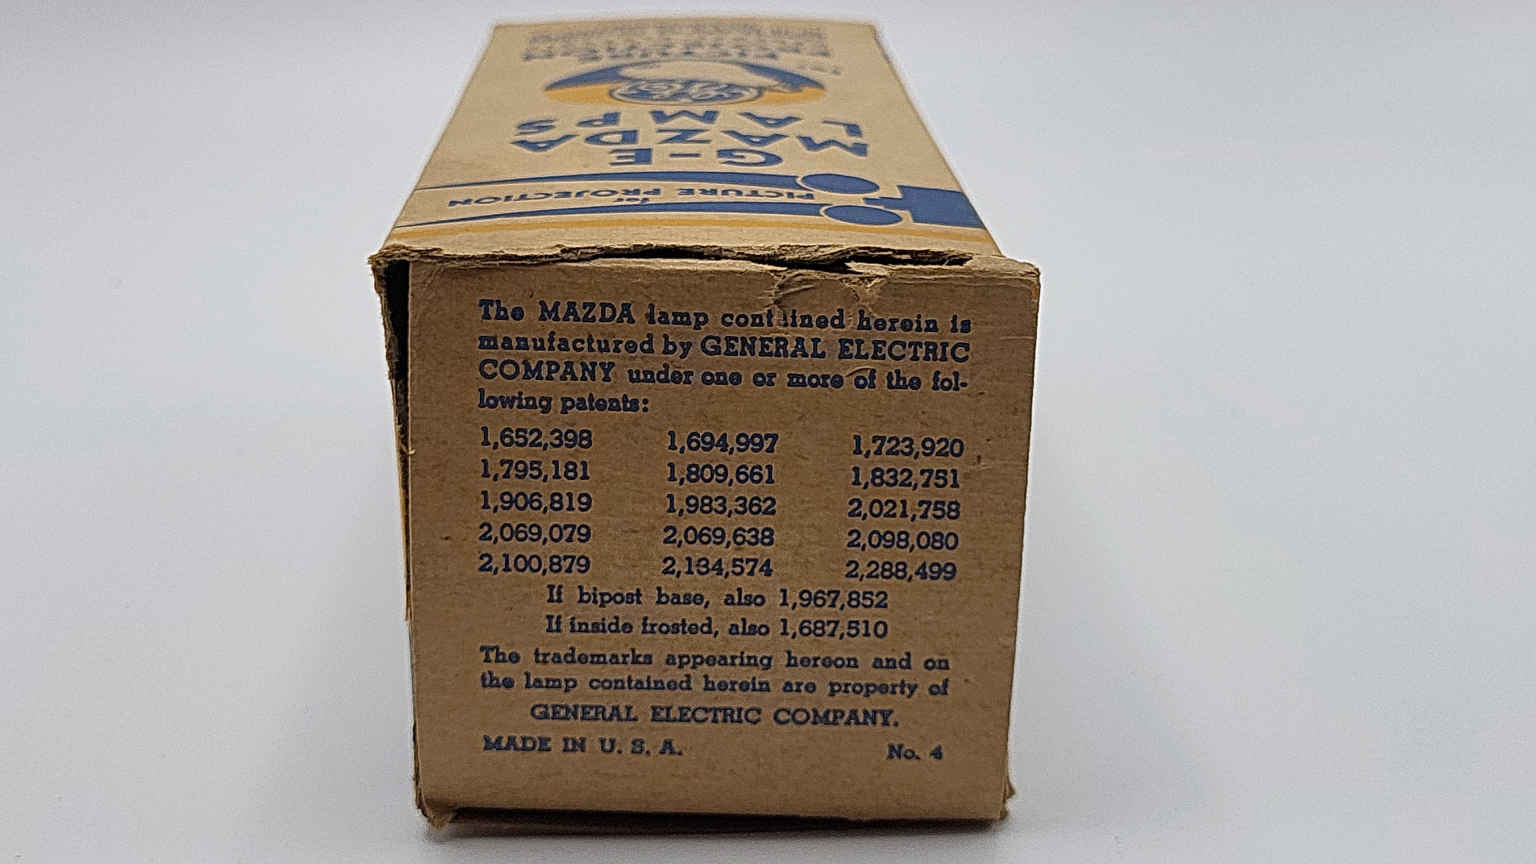 G-E
MAZDA
LAMPS
for
PICTURE PROJECTION
The MAZDA lamp contained herein is
manufactured by GENERAL ELECTRIC
COMPANY under one or more of the fol-
lowing patents:
1,652,398 1,694,997 1,723,920
1,795,181 1,809,661 1,832,751
1,906,819 1,983,362 2,021,758
2,069,079 2,069,638 2,098,080
2,100,879 2,134,574 2,288,499
If bipost base, also 1,967,852
If inside frosted, also 1,687,510
The trademarks appearing hereon and on
the lamp contained herein are property of
GENERAL ELECTRIC COMPANY.
MADE IN U. S. A. No. 4